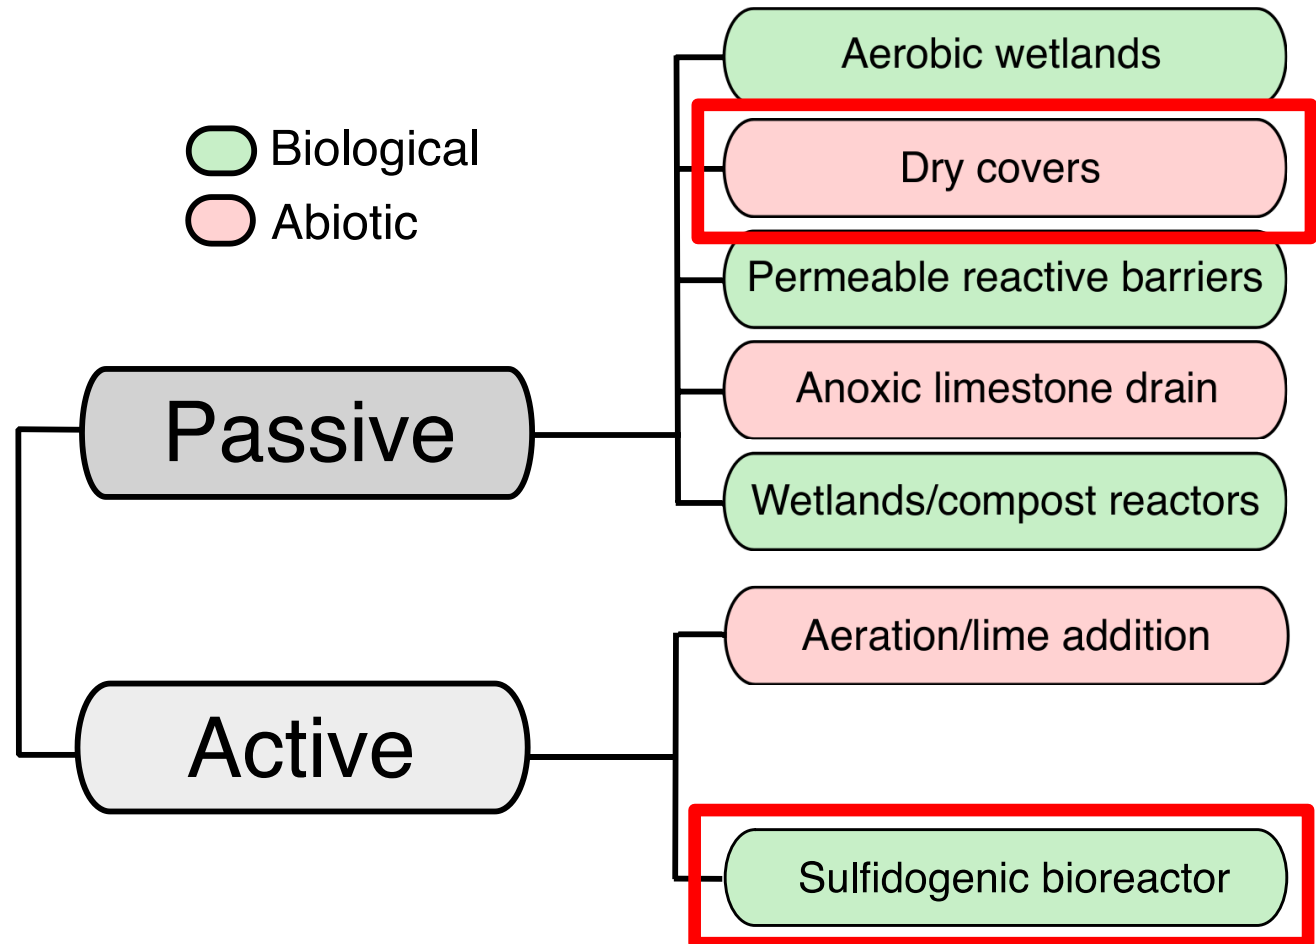 Biological
Abiotic
Passive
Aerobic wetlands
Dry covers
Permeable reactive barriers
Anoxic limestone drain
Wetlands/compost reactors
Active
Aeration/lime addition
Sulfidogenic bioreactor